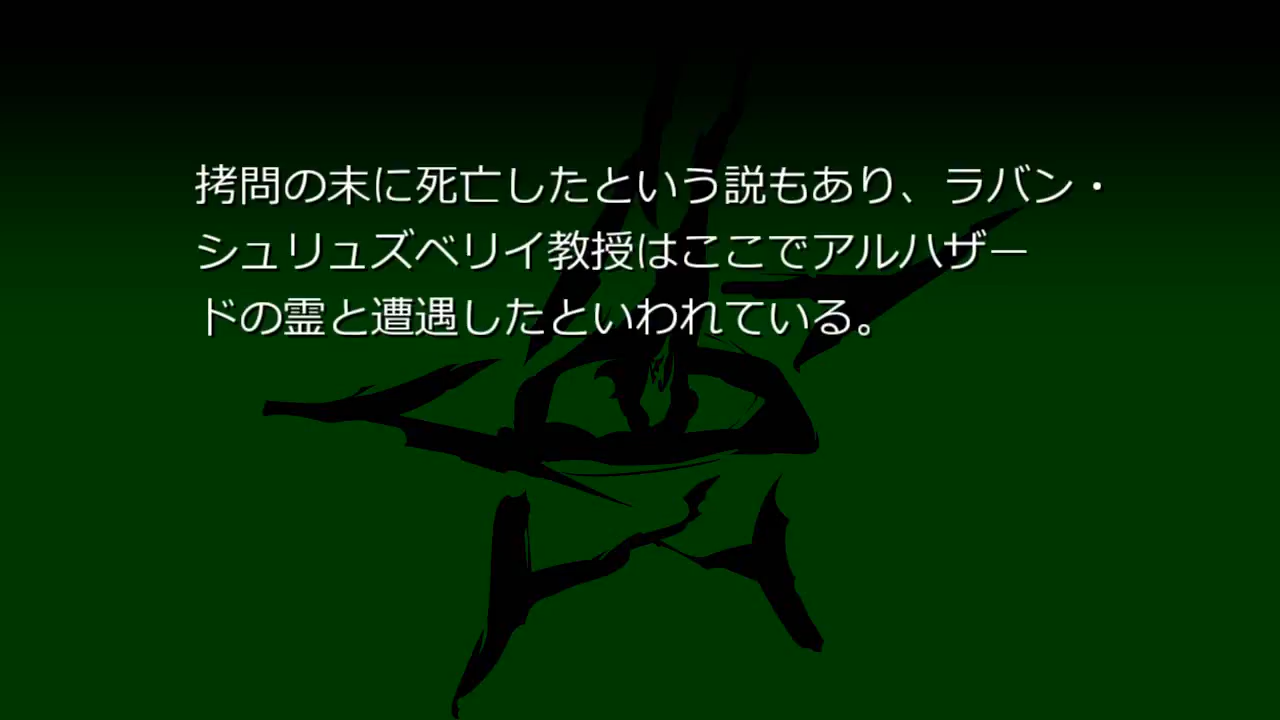 拷問の末に死亡したという説もあり、ラバン・
シュリュズベリイ教授はここでアルハザー
ドの霊と遭遇したといわれている。